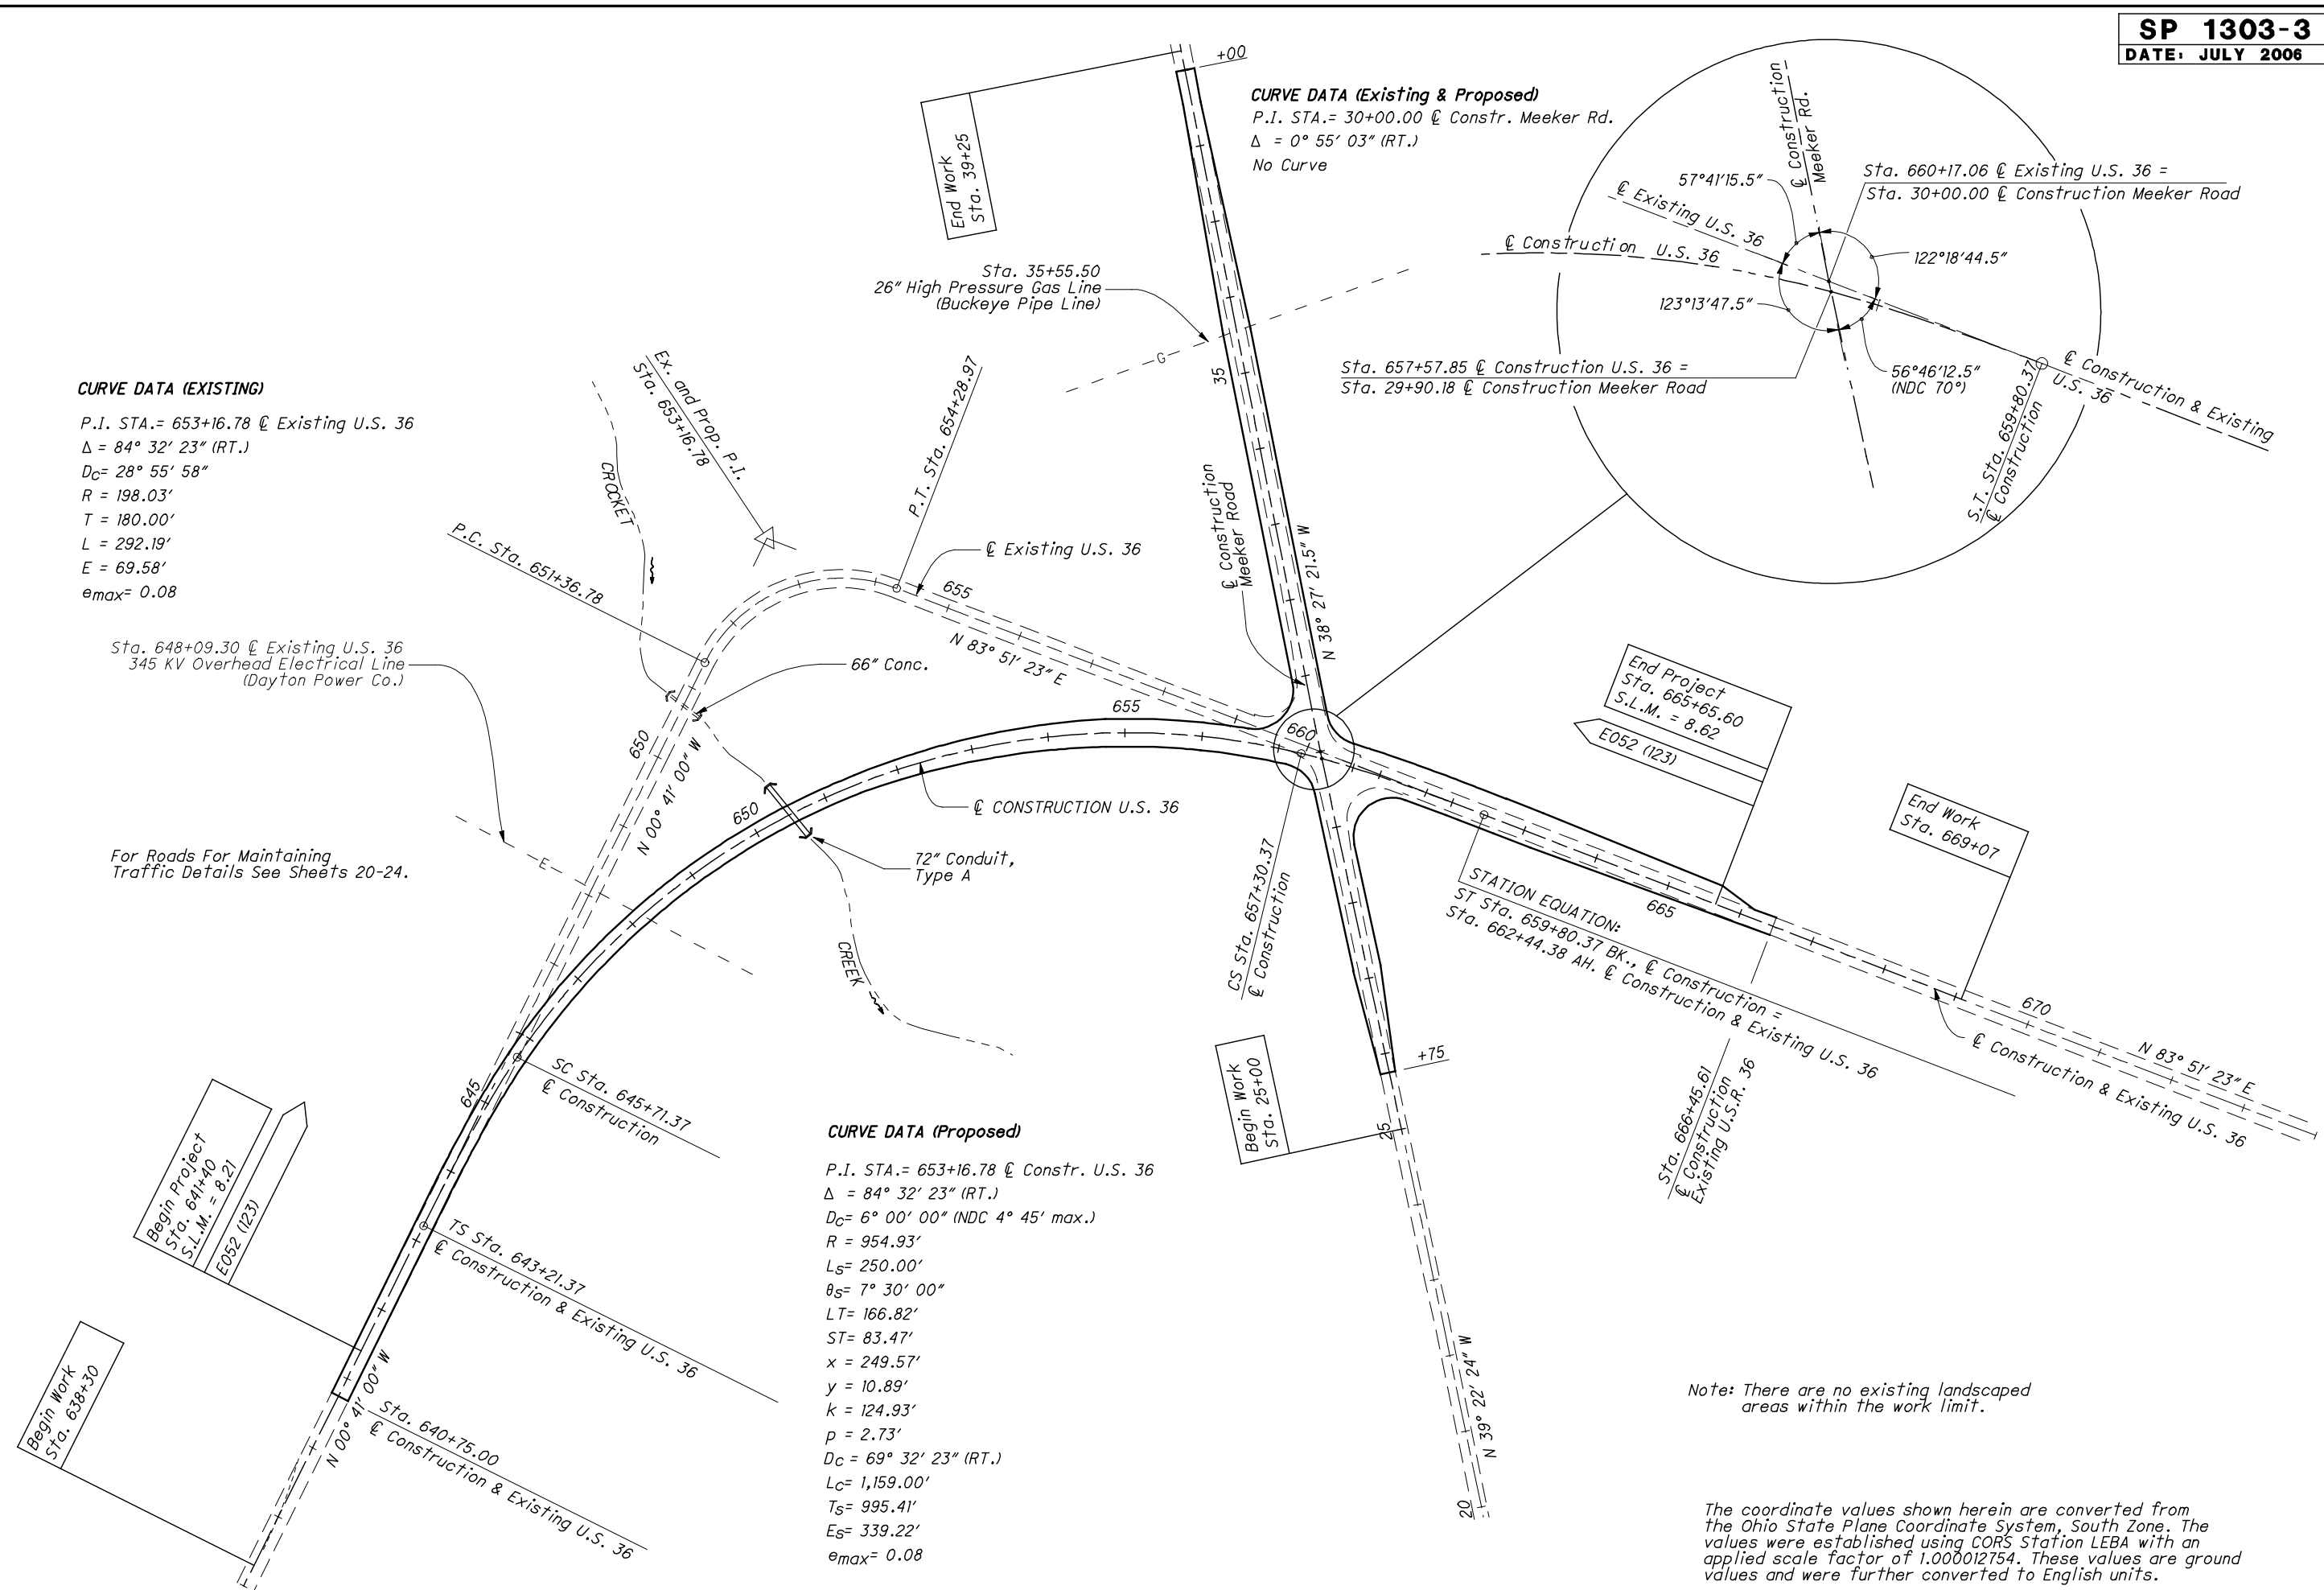 SP 1303-3
DATE: JULY 2006
+00
End Work
Sta. 39+25
CURVE DATA (Existing & Proposed)
P.I. STA.= 30+00.00 ℄ Constr. Meeker Rd.
Δ = 0° 55′ 03″ (RT.)
No Curve
℄ Construction
Meeker Rd.
57°41′15.5″
Sta. 660+17.06 ℄ Existing U.S. 36 =
Sta. 30+00.00 ℄ Construction Meeker Road
℄ Existing U.S. 36
℄ Construction U.S. 36
122°18′44.5″
123°13′47.5″
Sta. 657+57.85 ℄ Construction U.S. 36 =
Sta. 29+90.18 ℄ Construction Meeker Road
56°46′12.5″
(NDC 70°)
℄ Construction & Existing
U.S. 36
S.T. Sta. 659+80.37
℄ Construction
Sta. 35+55.50
26″ High Pressure Gas Line
(Buckeye Pipe Line)
G
35
CURVE DATA (EXISTING)
P.I. STA.= 653+16.78 ℄ Existing U.S. 36
Δ = 84° 32′ 23″ (RT.)
DC= 28° 55′ 58″
R = 198.03′
T = 180.00′
L = 292.19′
E = 69.58′
emax= 0.08
Ex. and Prop. P.I.
Sta. 653+16.78
P.T. Sta. 654+28.97
CROCKET
P.C. Sta. 651+36.78
℄ Existing U.S. 36
655
N 83° 51′ 23″ E
℄ Construction
Meeker Road
N 38° 27′ 21.5″ W
Sta. 648+09.30 ℄ Existing U.S. 36
345 KV Overhead Electrical Line
(Dayton Power Co.)
66″ Conc.
650
N 00° 41′ 00″ W
655
660
End Project
Sta. 665+65.60
S.L.M. = 8.62
E052 (123)
End Work
Sta. 669+07
650
℄ CONSTRUCTION U.S. 36
72″ Conduit,
Type A
For Roads For Maintaining
Traffic Details See Sheets 20-24.
E
CREEK
CS Sta. 657+30.37
℄ Construction
STATION EQUATION:
ST Sta. 659+80.37 BK., ℄ Construction =
Sta. 662+44.38 AH. ℄ Construction & Existing U.S. 36
665
670
N 83° 51′ 23″ E
℄ Construction & Existing U.S. 36
645
SC Sta. 645+71.37
℄ Construction
Begin Work
Sta. 25+00
+75
25
Sta. 666+45.61
℄ Construction
Existing U.S.R. 36
Begin Project
Sta. 641+40
S.L.M. = 8.21
E052 (123)
TS Sta. 643+21.37
℄ Construction & Existing U.S. 36
CURVE DATA (Proposed)
P.I. STA.= 653+16.78 ℄ Constr. U.S. 36
Δ = 84° 32′ 23″ (RT.)
DC= 6° 00′ 00″ (NDC 4° 45′ max.)
R = 954.93′
LS= 250.00′
θS= 7° 30′ 00″
LT= 166.82′
ST= 83.47′
x = 249.57′
y = 10.89′
k = 124.93′
p = 2.73′
DC = 69° 32′ 23″ (RT.)
LC= 1,159.00′
TS= 995.41′
ES= 339.22′
emax= 0.08
Begin Work
Sta. 638+30
N 00° 41′ 00″ W
Sta. 640+75.00
℄ Construction & Existing U.S. 36
N 39° 22′ 24″ W
20
Note: There are no existing landscaped
areas within the work limit.
The coordinate values shown herein are converted from
the Ohio State Plane Coordinate System, South Zone. The
values were established using CORS Station LEBA with an
applied scale factor of 1.000012754. These values are ground
values and were further converted to English units.